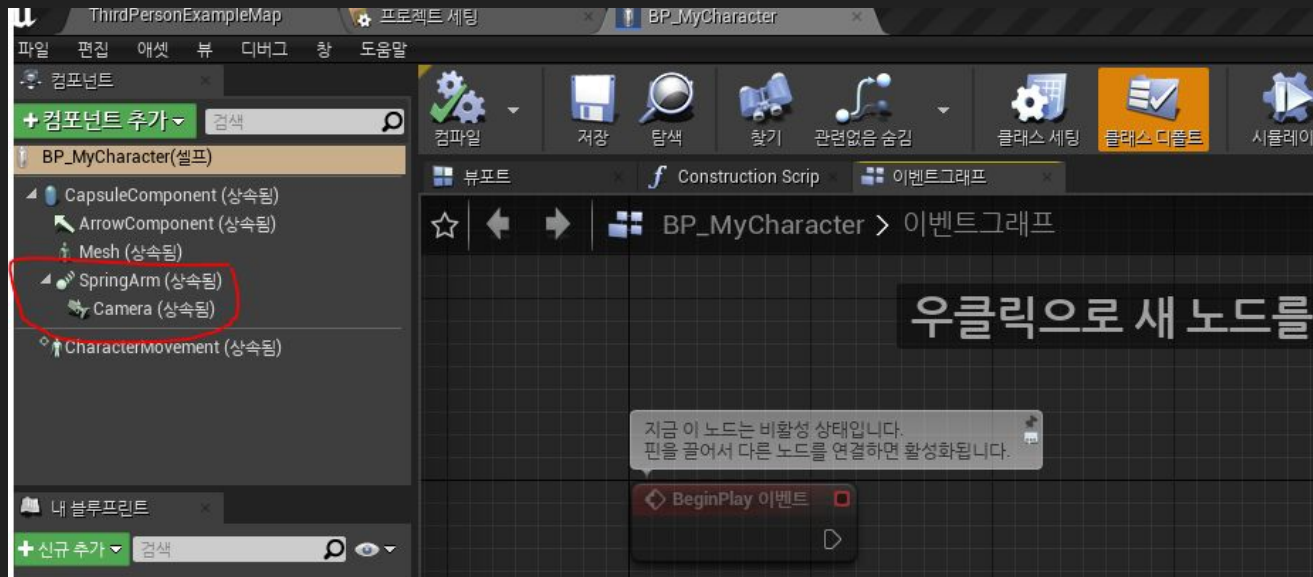 ThirdPersonExampleMap
프로젝트 세팅
BP_MyCharacter
파일 편집 애셋 뷰 디버그 창 도움말
컴포넌트
+컴포넌트 추가
검색
BP_MyCharacter(셀프)
CapsuleComponent (상속됨)
ArrowComponent (상속됨)
Mesh (상속됨)
SpringArm (상속됨)
Camera (상속됨)
CharacterMovement (상속됨)
내 블루프린트
+신규 추가
검색
컴파일 저장 탐색 찾기 관련없음 숨김 클래스 세팅 클래스 디폴트 시뮬레이
뷰포트
f Construction Scrip
이벤트그래프
BP_MyCharacter > 이벤트그래프
우클릭으로 새 노드를
지금 이 노드는 비활성 상태입니다.
핀을 끌어서 다른 노드를 연결하면 활성화됩니다.
BeginPlay 이벤트